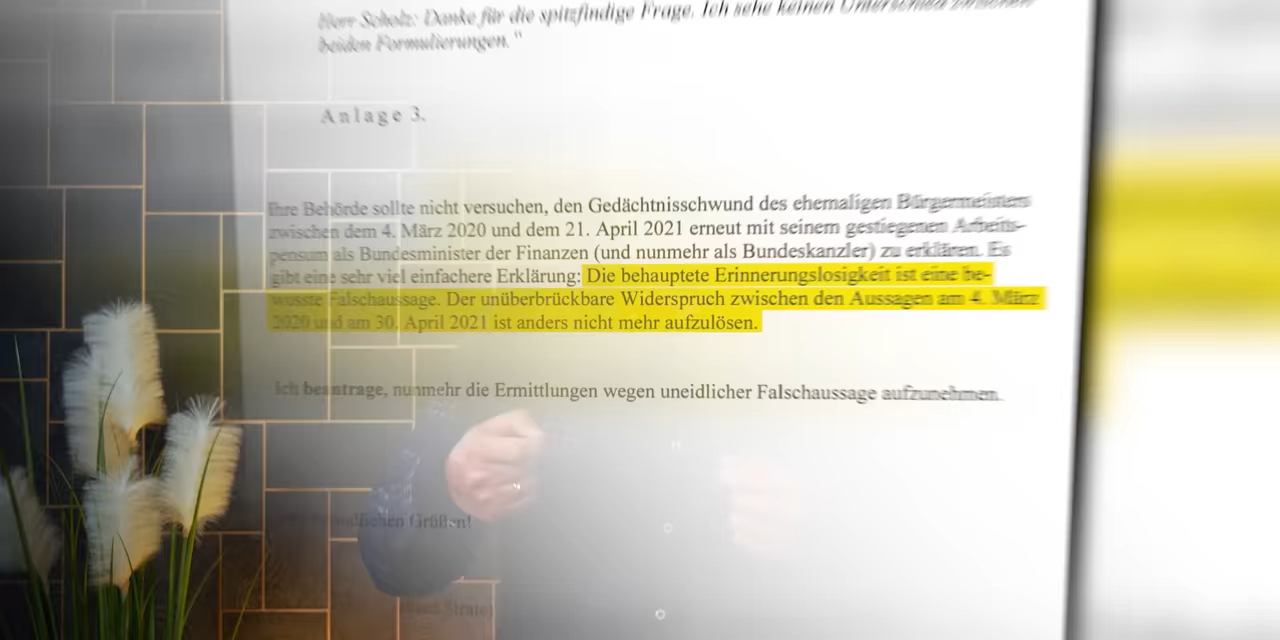 Herr Scholz: Danke für die spitzfindige Frage. Ich sehe keinen Unterschied zwischen
beiden Formulierungen."
Anlage 3.
Ihre Behörde sollte nicht versuchen, den Gedächtnisschwund des ehemaligen Bürgermeisters
zwischen dem 4. März 2020 und dem 21. April 2021 erneut mit seinem gestiegenen Arbeits-
pensum als Bundesminister der Finanzen (und nunmehr als Bundeskanzler) zu erklären. Es
gibt eine sehr viel einfachere Erklärung: Die behauptete Erinnerungslosigkeit ist eine be-
wusste Falschaussage. Der unüberbrückbare Widerspruch zwischen den Aussagen am 4. März
2020 und am 30. April 2021 ist anders nicht mehr aufzulösen.
Ich beantrage, nunmehr die Ermittlungen wegen uneidlicher Falschaussage aufzunehmen.
Grüßen!